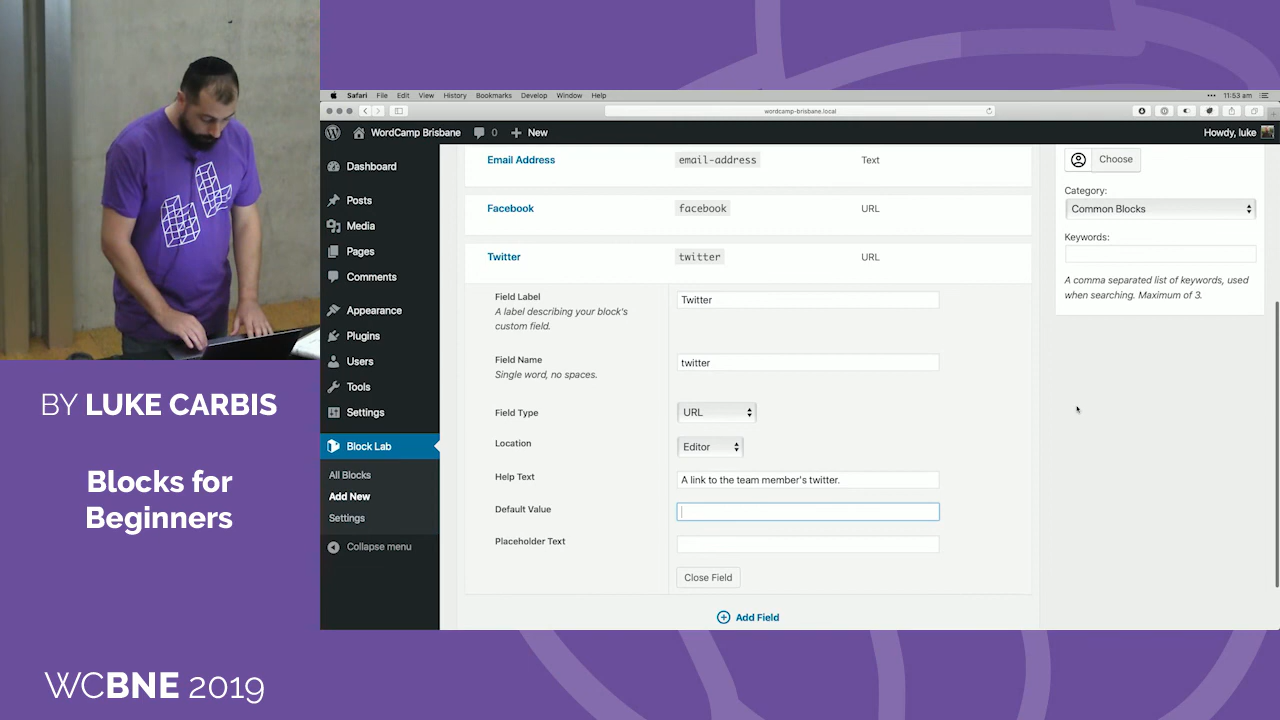 BY LUKE CARBIS
Blocks for
Beginners
WCBNE 2019
Safari File Edit View History Bookmarks Develop Window Help
11:53 am
wordcamp-brisbane.local
WordCamp Brisbane 0 New
Howdy, luke
Dashboard
Posts
Media
Pages
Comments
Appearance
Plugins
Users
Tools
Settings
Block Lab
All Blocks
Add New
Settings
Collapse menu
Email Address email-address Text
Facebook facebook URL
Twitter twitter URL
Field Label
A label describing your block's
custom field.
Twitter
Field Name
Single word, no spaces.
twitter
Field Type URL
Location Editor
Help Text A link to the team member's twitter.
Default Value
Placeholder Text
Close Field
Add Field
Choose
Category:
Common Blocks
Keywords:
A comma separated list of keywords, used
when searching. Maximum of 3.